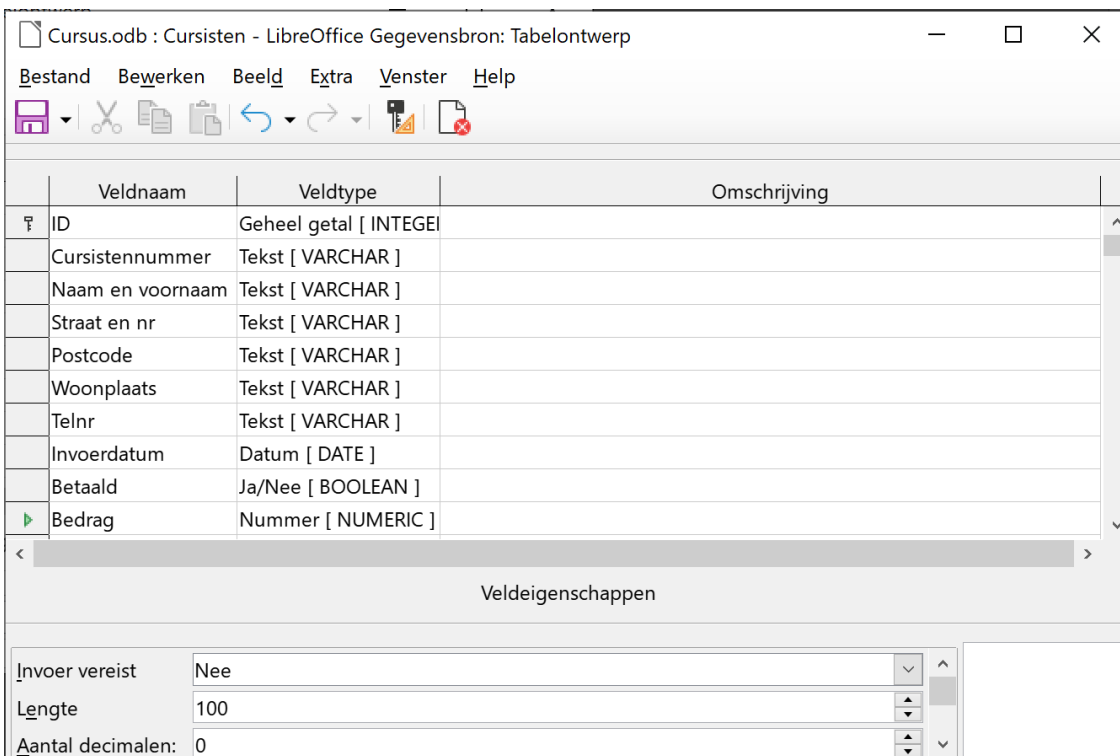 Cursus.odb : Cursisten - LibreOffice Gegevensbron: Tabelontwerp
Bestand Bewerken Beeld Extra Venster Help
Veldnaam Veldtype Omschrijving
ID Geheel getal [ INTEGE
Cursistennummer Tekst [ VARCHAR ]
Naam en voornaam Tekst [ VARCHAR ]
Straat en nr Tekst [ VARCHAR ]
Postcode Tekst [ VARCHAR ]
Woonplaats Tekst [ VARCHAR ]
Telnr Tekst [ VARCHAR ]
Invoerdatum Datum [ DATE ]
Betaald Ja/Nee [ BOOLEAN ]
Bedrag Nummer [ NUMERIC ]
Veldeigenschappen
Invoer vereist Nee
Lengte 100
Aantal decimalen: 0